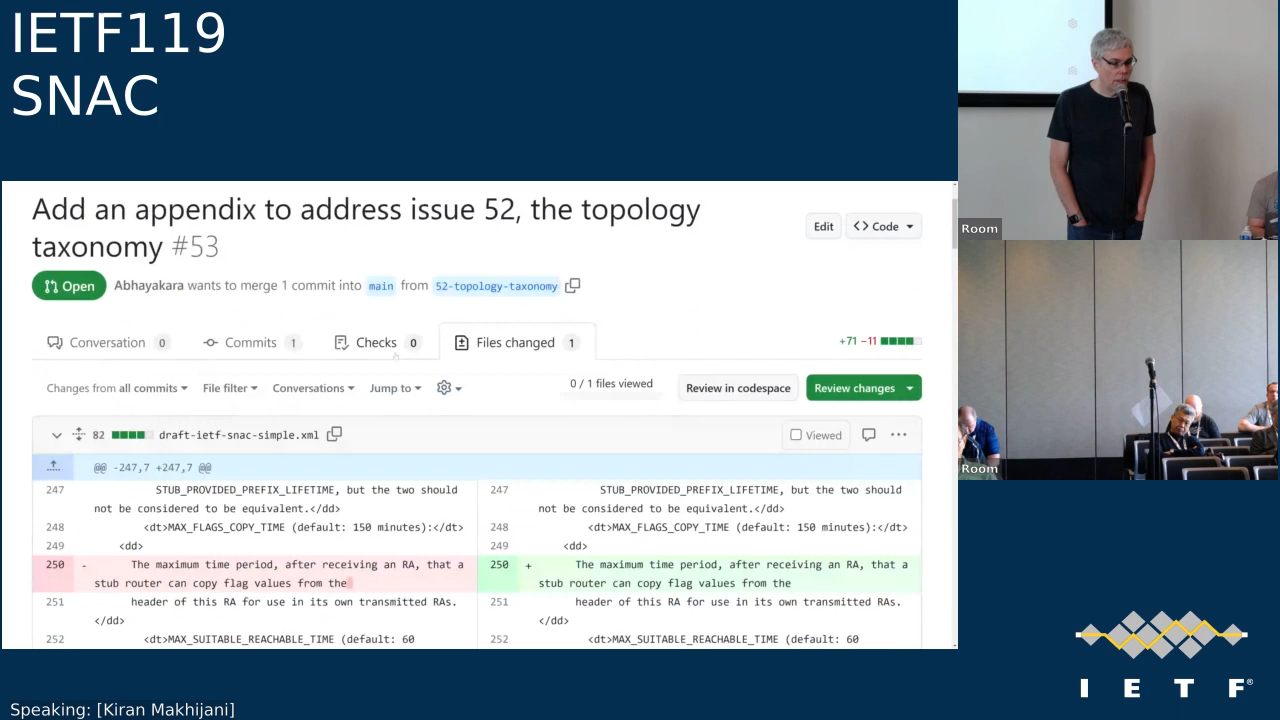 IETF119
SNAC
Add an appendix to address issue 52, the topology
taxonomy #53
Edit
<> Code
Open
Abhayakara wants to merge 1 commit into main from 52-topology-taxonomy
Conversation 0
Commits 1
Checks 0
Files changed 1
+71 −11
Changes from all commits
File filter
Conversations
Jump to
0 / 1 files viewed
Review in codespace
Review changes
82
draft-ietf-snac-simple.xml
Viewed
@@ -247,7 +247,7 @@
247 STUB_PROVIDED_PREFIX_LIFETIME, but the two should
not be considered to be equivalent.</dd>
248 <dt>MAX_FLAGS_COPY_TIME (default: 150 minutes):</dt>
249 <dd>
250 - The maximum time period, after receiving an RA, that a
stub router can copy flag values from the
251 header of this RA for use in its own transmitted RAs.
</dd>
252 <dt>MAX_SUITABLE_REACHABLE_TIME (default: 60
247 STUB_PROVIDED_PREFIX_LIFETIME, but the two should
not be considered to be equivalent.</dd>
248 <dt>MAX_FLAGS_COPY_TIME (default: 150 minutes):</dt>
249 <dd>
250 + The maximum time period, after receiving an RA, that a
stub router can copy flag values from the
251 header of this RA for use in its own transmitted RAs.
</dd>
252 <dt>MAX_SUITABLE_REACHABLE_TIME (default: 60
Room
Room
I E T F®
Speaking: [Kiran Makhijani]